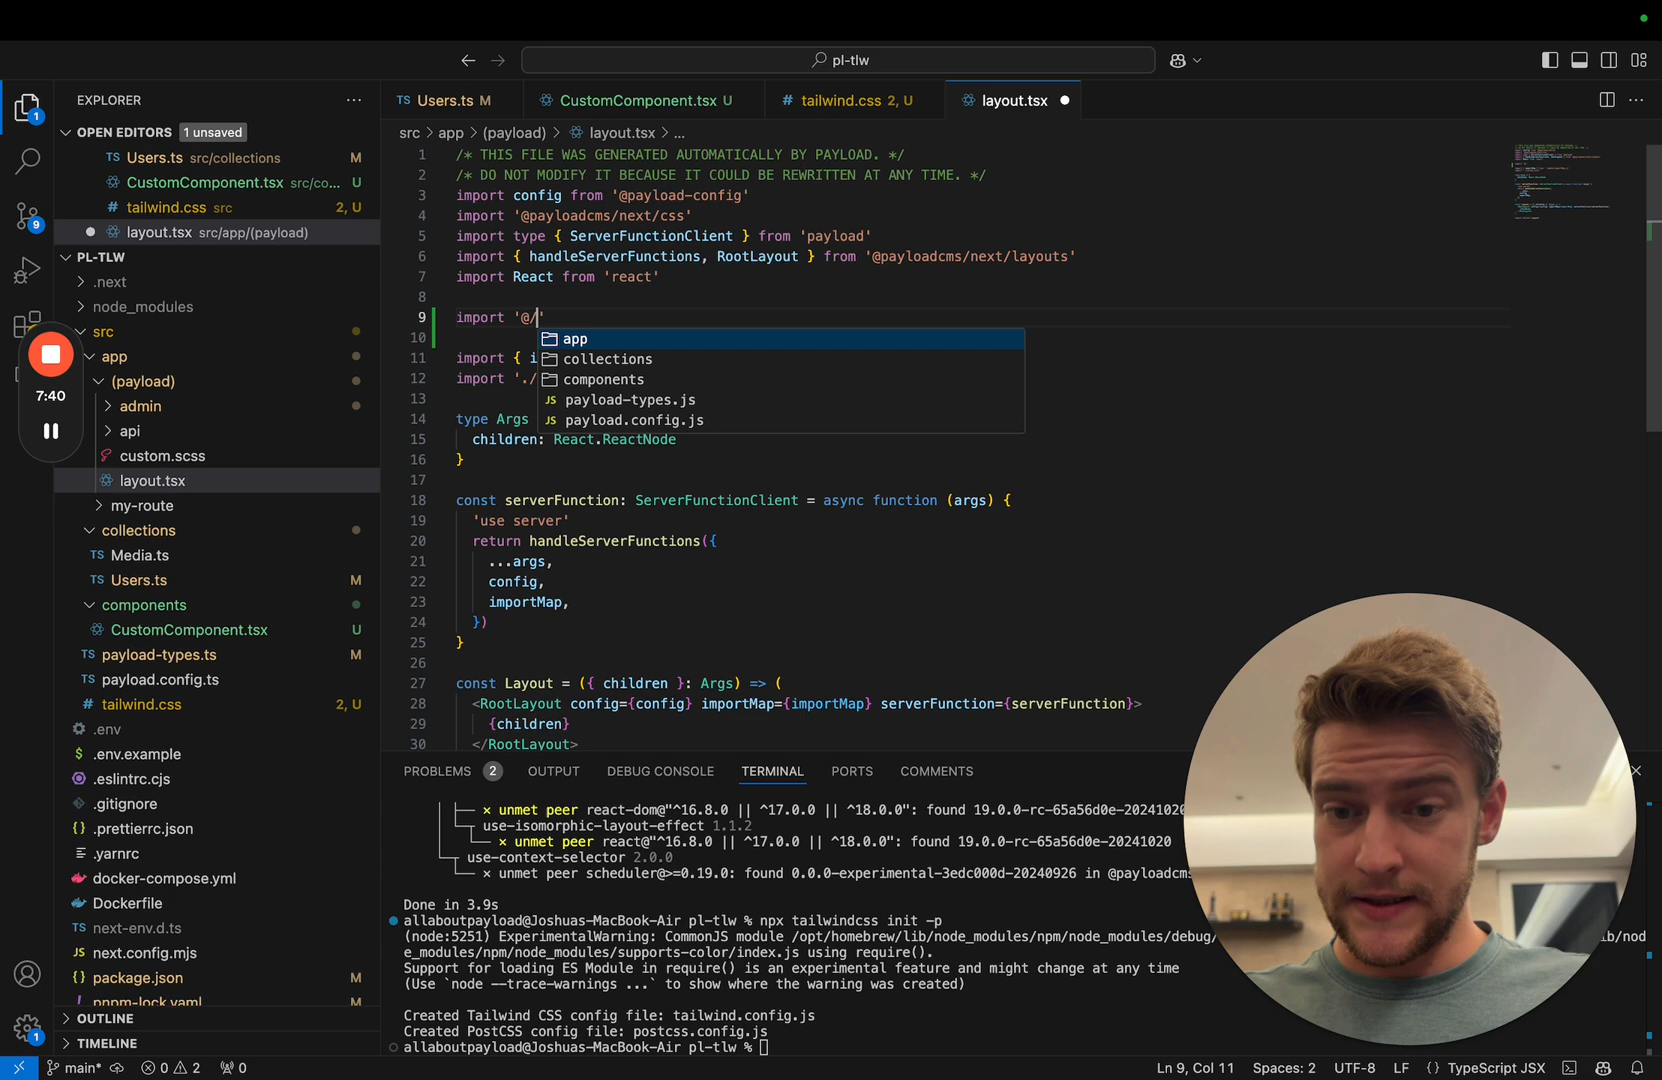 pl-tlw
EXPLORER
OPEN EDITORS 1 unsaved
Users.ts src/collections M
CustomComponent.tsx src/co... U
tailwind.css src 2, U
layout.tsx src/app/(payload)
PL-TLW
.next
node_modules
src
app
(payload)
admin
api
custom.scss
layout.tsx
my-route
collections
Media.ts
Users.ts M
components
CustomComponent.tsx U
payload-types.ts M
payload.config.ts
tailwind.css 2, U
.env
.env.example
.eslintrc.cjs
.gitignore
.prettierrc.json
.yarnrc
docker-compose.yml
Dockerfile
next-env.d.ts
next.config.mjs
package.json M
pnpm-lock.yaml M
OUTLINE
TIMELINE
1
9
7:40
1
Users.ts M
CustomComponent.tsx U
tailwind.css 2, U
layout.tsx
src > app > (payload) > layout.tsx > ...
1 /* THIS FILE WAS GENERATED AUTOMATICALLY BY PAYLOAD. */
2 /* DO NOT MODIFY IT BECAUSE IT COULD BE REWRITTEN AT ANY TIME. */
3 import config from '@payload-config'
4 import '@payloadcms/next/css'
5 import type { ServerFunctionClient } from 'payload'
6 import { handleServerFunctions, RootLayout } from '@payloadcms/next/layouts'
7 import React from 'react'
8
9 import '@/'
10
11 import { i
12 import './
13
14 type Args
15 children: React.ReactNode
16 }
17
18 const serverFunction: ServerFunctionClient = async function (args) {
19 'use server'
20 return handleServerFunctions({
21 ...args,
22 config,
23 importMap,
24 })
25 }
26
27 const Layout = ({ children }: Args) => (
28 <RootLayout config={config} importMap={importMap} serverFunction={serverFunction}>
29 {children}
30 </RootLayout>
app
collections
components
payload-types.js
payload.config.js
PROBLEMS 2 OUTPUT DEBUG CONSOLE TERMINAL PORTS COMMENTS
× unmet peer react-dom@"^16.8.0 || ^17.0.0 || ^18.0.0": found 19.0.0-rc-65a56d0e-20241020
use-isomorphic-layout-effect 1.1.2
× unmet peer react@"^16.8.0 || ^17.0.0 || ^18.0.0": found 19.0.0-rc-65a56d0e-20241020
use-context-selector 2.0.0
× unmet peer scheduler@>=0.19.0: found 0.0.0-experimental-3edc000d-20240926 in @payloadcms
Done in 3.9s
allaboutpayload@Joshuas-MacBook-Air pl-tlw % npx tailwindcss init -p
(node:5251) ExperimentalWarning: CommonJS module /opt/homebrew/lib/node_modules/npm/node_modules/debug/ ib/nod
e_modules/npm/node_modules/supports-color/index.js using require().
Support for loading ES Module in require() is an experimental feature and might change at any time
(Use `node --trace-warnings ...` to show where the warning was created)
Created Tailwind CSS config file: tailwind.config.js
Created PostCSS config file: postcss.config.js
allaboutpayload@Joshuas-MacBook-Air pl-tlw %
main* 0 2 0
Ln 9, Col 11 Spaces: 2 UTF-8 LF {} TypeScript JSX